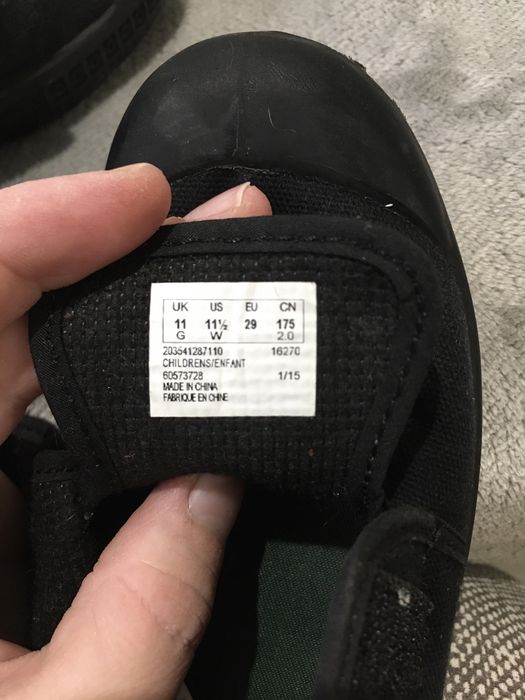 UK US EU CN
11 11½ 29 175
G W 2.0
203541287110 16270
CHILDRENS/ENFANT
60573728 1/15
MADE IN CHINA
FABRIQUE EN CHINE